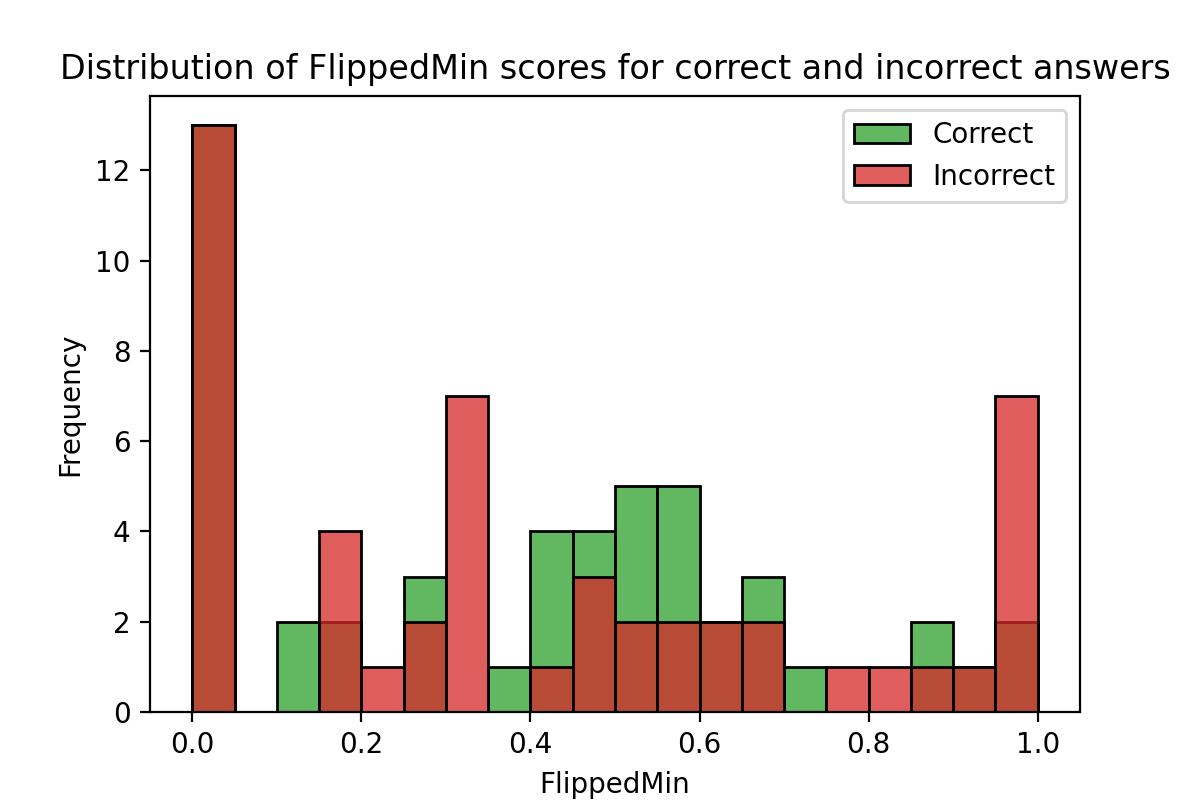 Distribution of FlippedMin scores for correct and incorrect answers
Correct
Incorrect
Frequency
12
10
8
6
4
2
0
0.0 0.2 0.4 0.6 0.8 1.0
FlippedMin